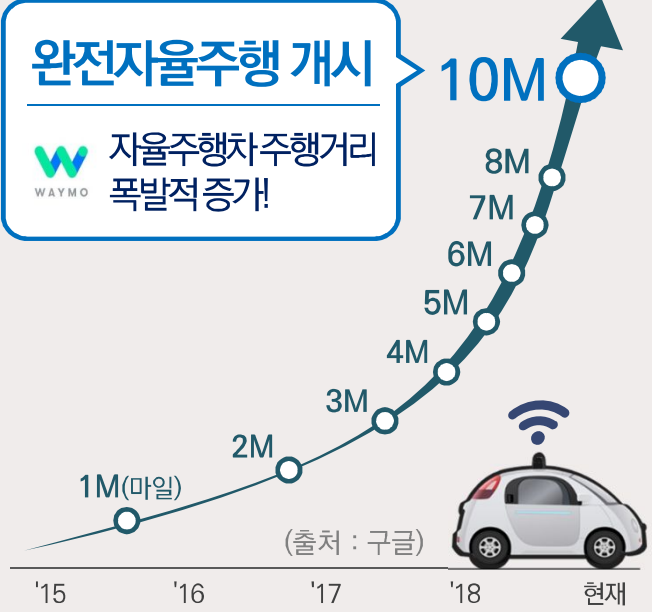 완전자율주행 개시
WAYMO
자율주행차 주행거리
폭발적 증가!
10M
8M
7M
6M
5M
4M
3M
2M
1M(마일)
(출처 : 구글)
'15
'16
'17
'18
현재